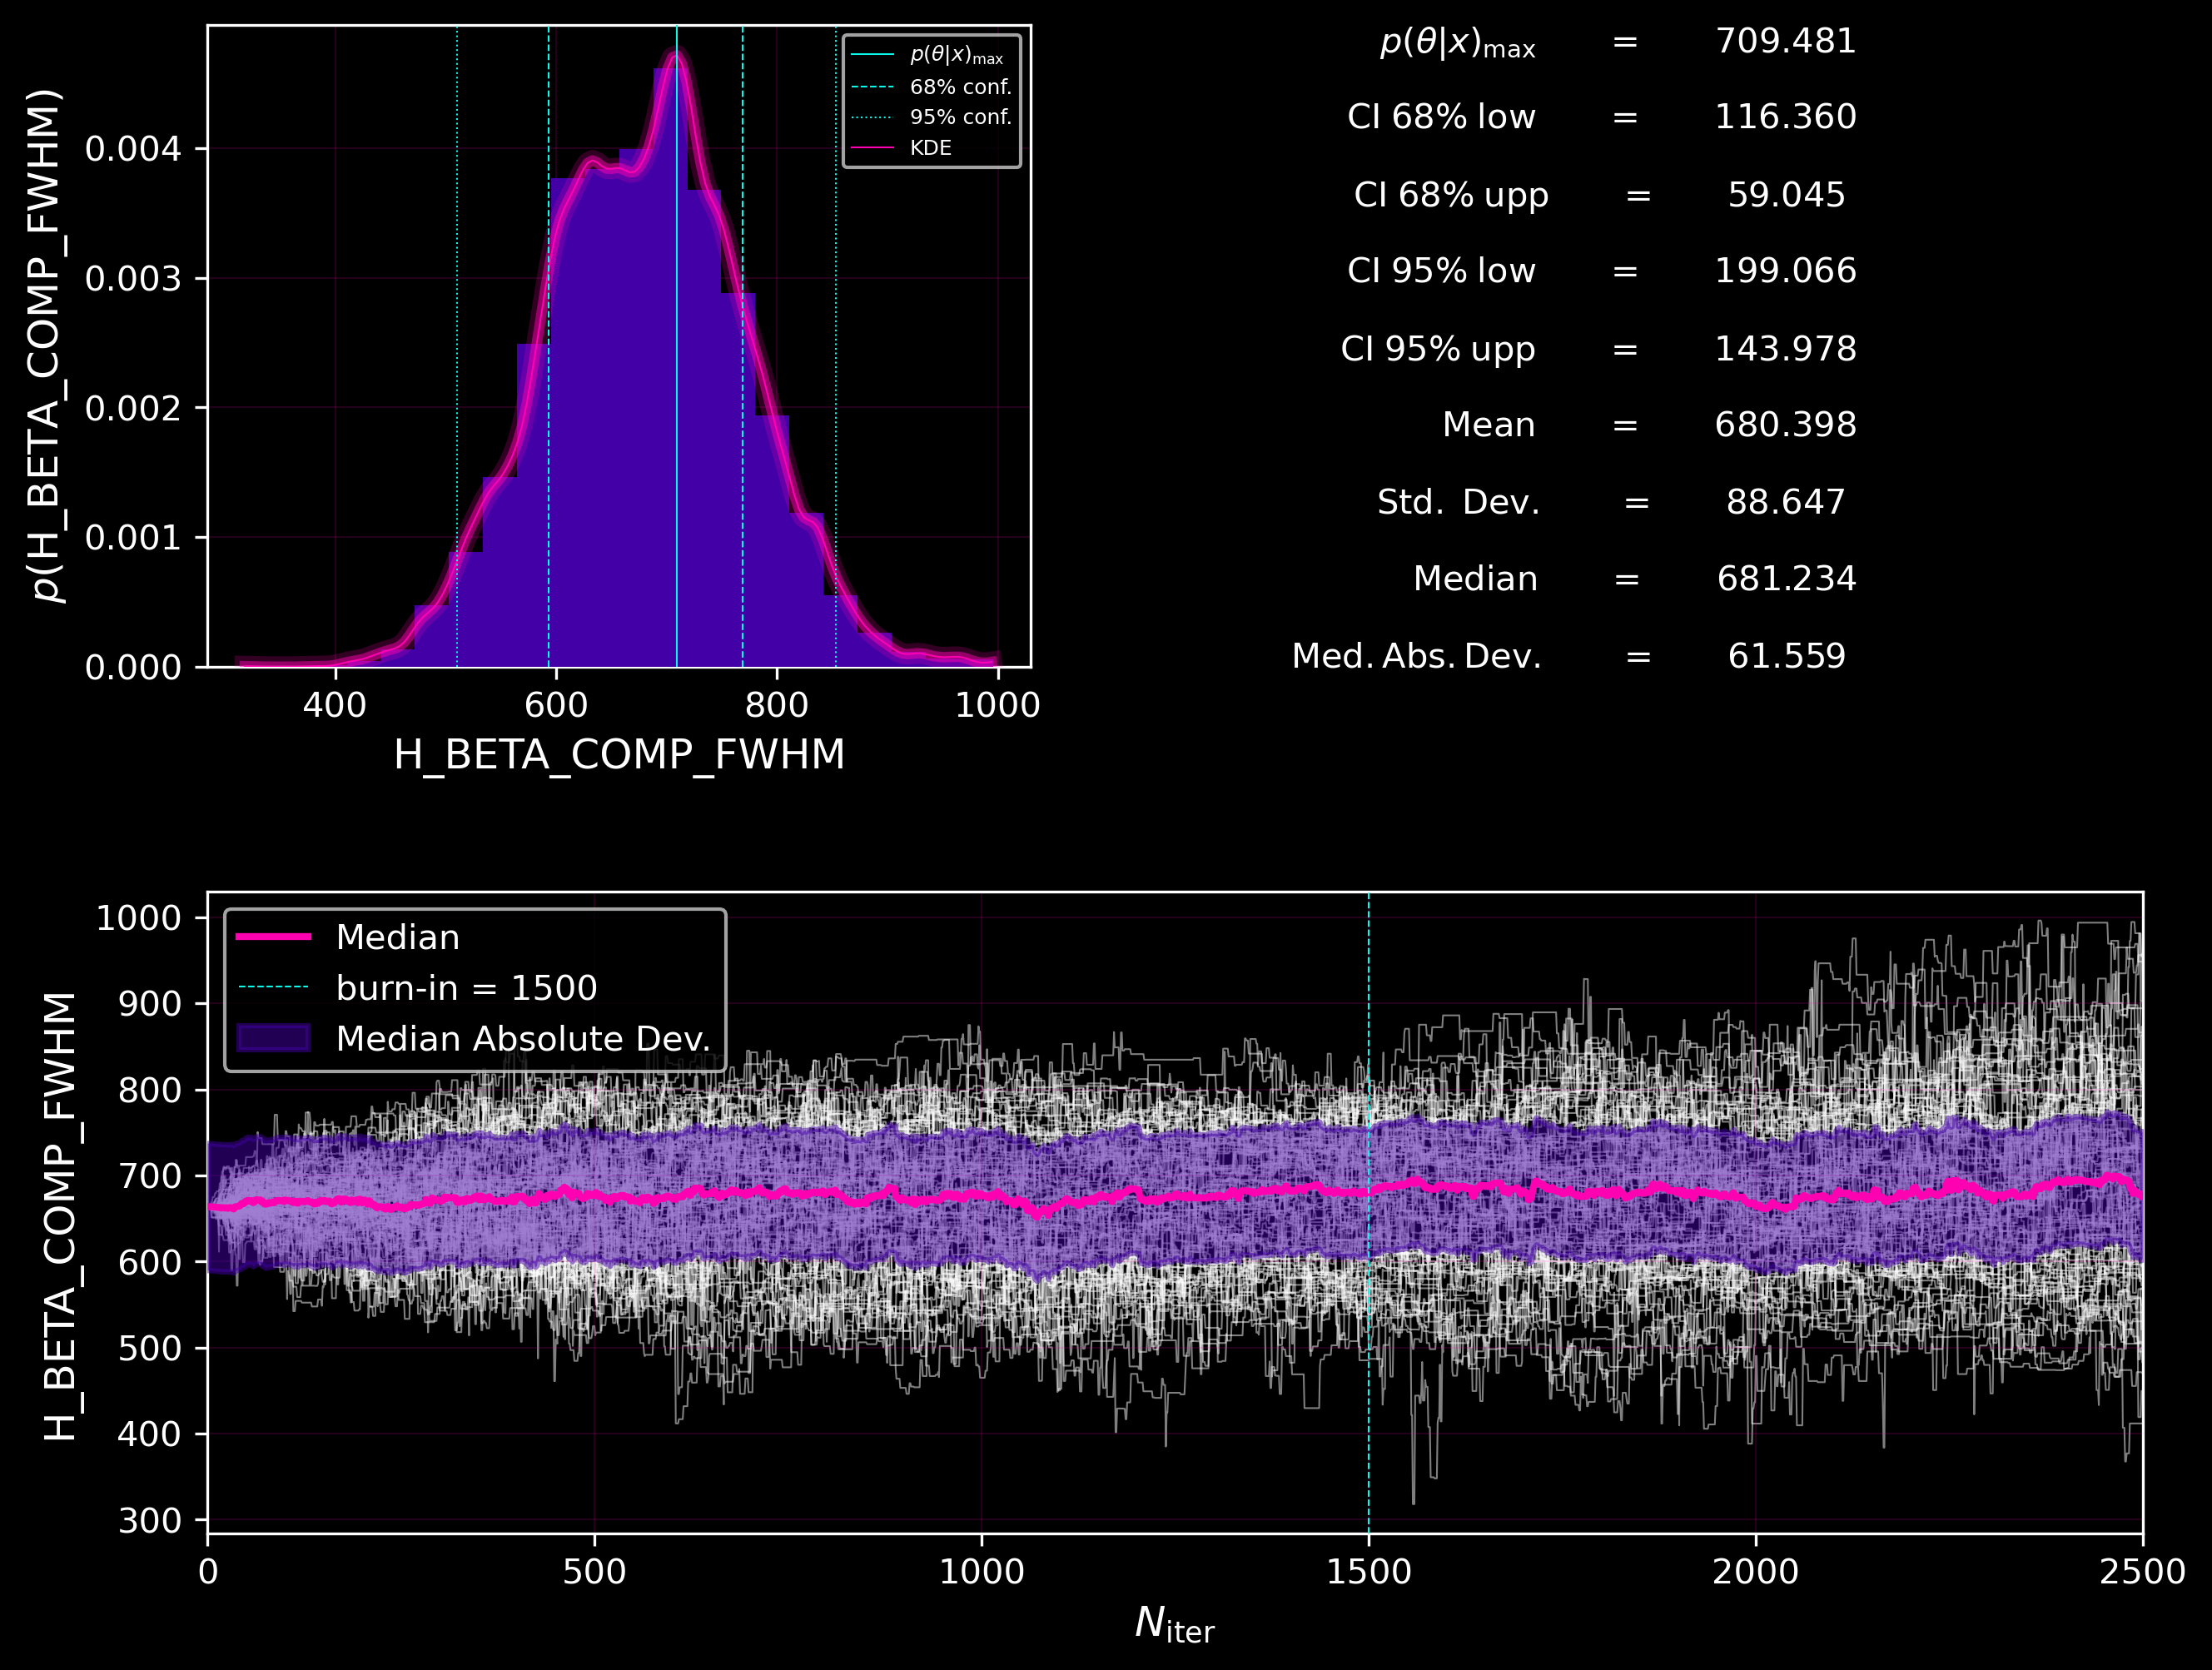 p(H_BETA_COMP_FWHM)
0.004
0.003
0.002
0.001
0.000
400 600 800 1000
H_BETA_COMP_FWHM
p(θ|x)max
68% conf.
95% conf.
KDE
p(θ|x)max = 709.481
CI 68% low = 116.360
CI 68% upp = 59.045
CI 95% low = 199.066
CI 95% upp = 143.978
Mean = 680.398
Std. Dev. = 88.647
Median = 681.234
Med. Abs. Dev. = 61.559
H_BETA_COMP_FWHM
1000
900
800
700
600
500
400
300
Median
burn-in = 1500
Median Absolute Dev.
0 500 1000 1500 2000 2500
Niter